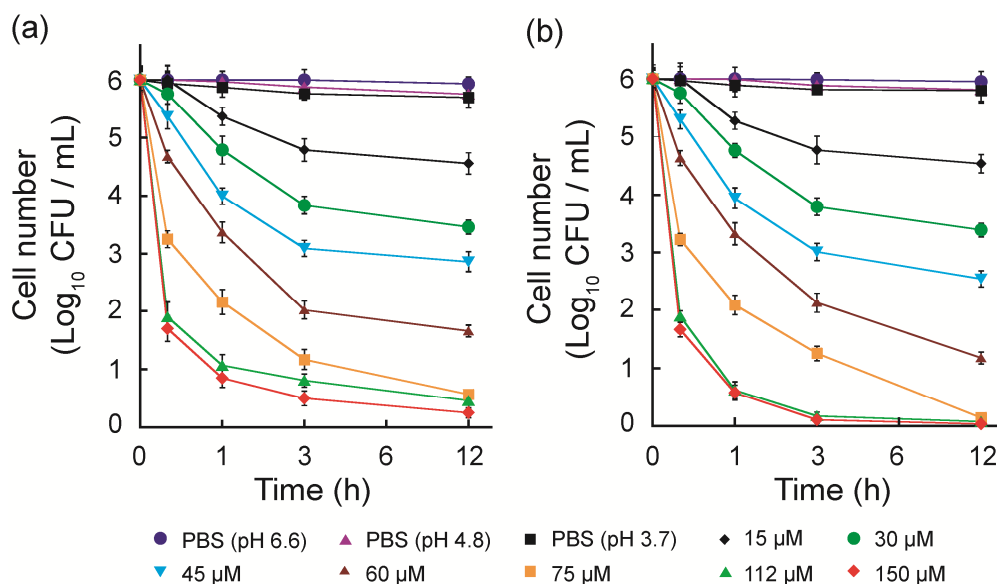 (a)
(b)
6
5
4
3
2
1
0
Cell number
(Log10 CFU / mL)
0 1 3 6 12
Time (h)
6
5
4
3
2
1
0
Cell number
(Log10 CFU / mL)
0 1 3 6 12
Time (h)
PBS (pH 6.6) PBS (pH 4.8) PBS (pH 3.7) 15 µM 30 µM
45 µM 60 µM 75 µM 112 µM 150 µM